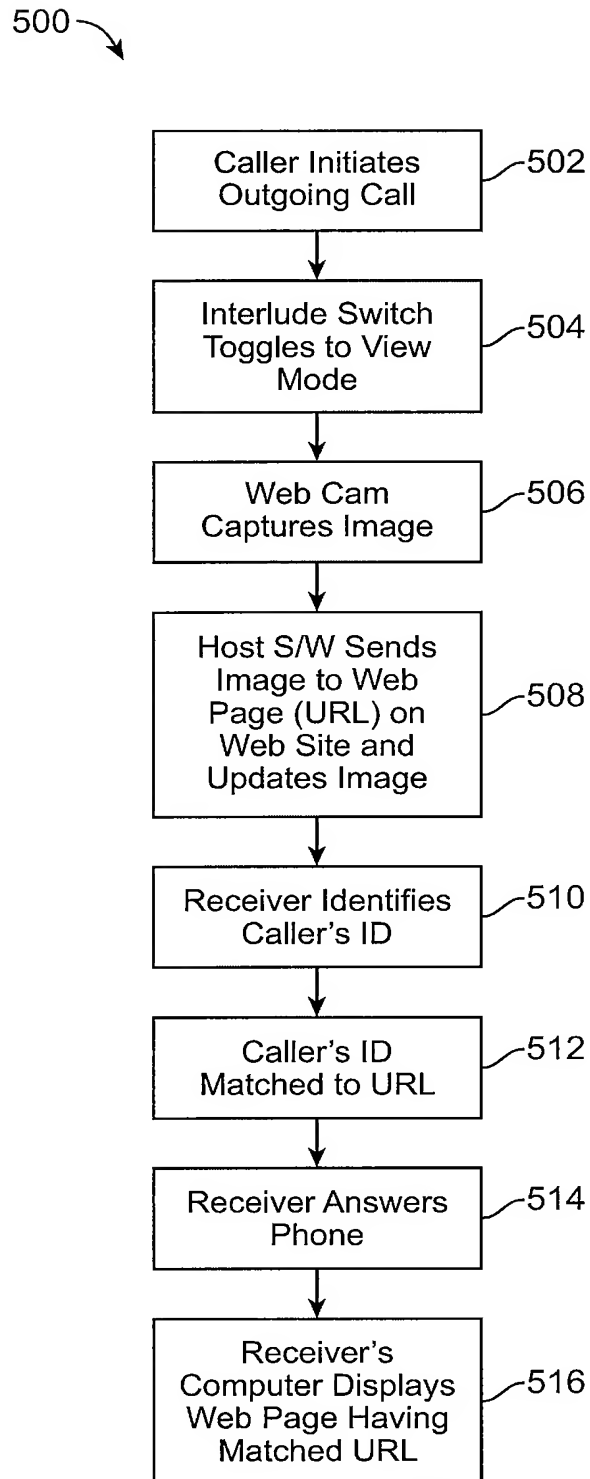 500
Caller Initiates
Outgoing Call
502
Interlude Switch
Toggles to View
Mode
504
Web Cam
Captures Image
506
Host S/W Sends
Image to Web
Page (URL) on
Web Site and
Updates Image
508
Receiver Identifies
Caller's ID
510
Caller's ID
Matched to URL
512
Receiver Answers
Phone
514
Receiver's
Computer Displays
Web Page Having
Matched URL
516